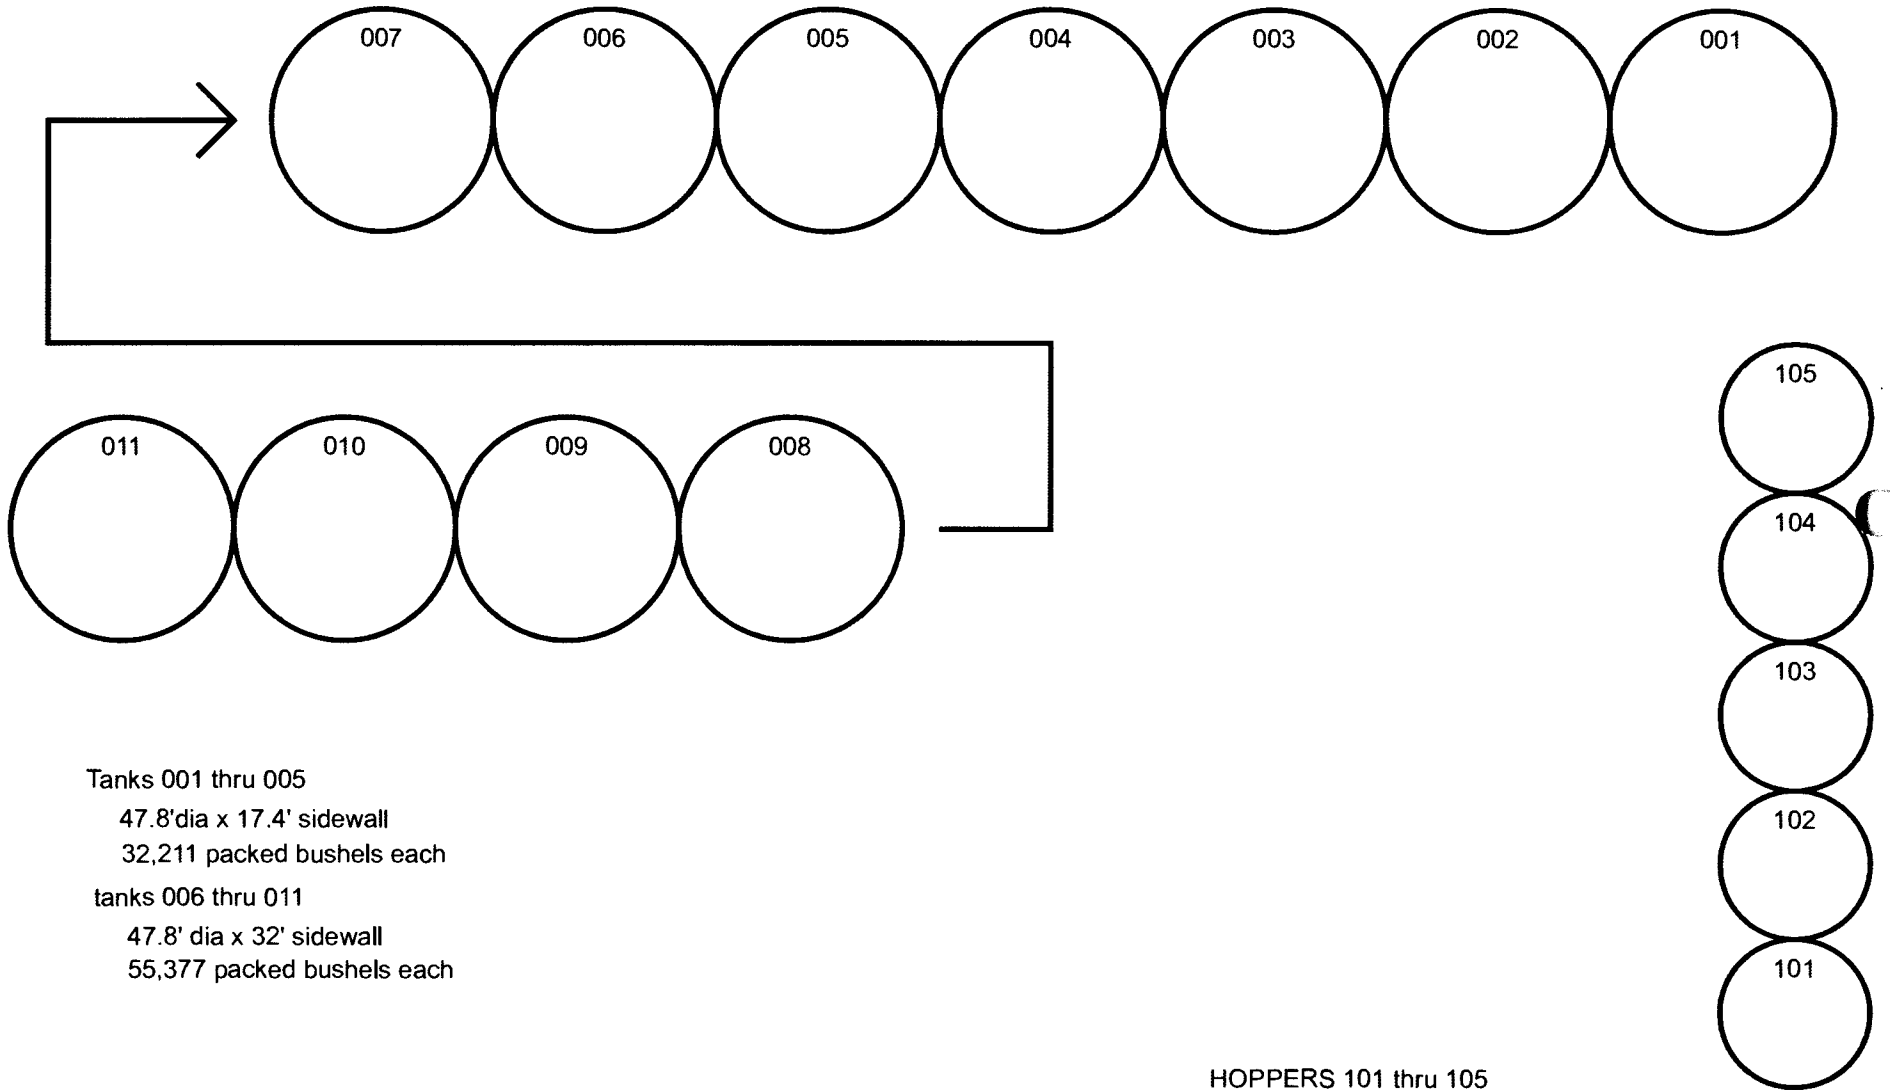 007 006 005 004 003 002 001
105
011 010 009 008
104
103
Tanks 001 thru 005
47.8'dia x 17.4' sidewall
102
32,211 packed bushels each
tanks 006 thru 011
47.8' dia x 32' sidewall
55,377 packed bushels each
101
HOPPERS 101 thru 105